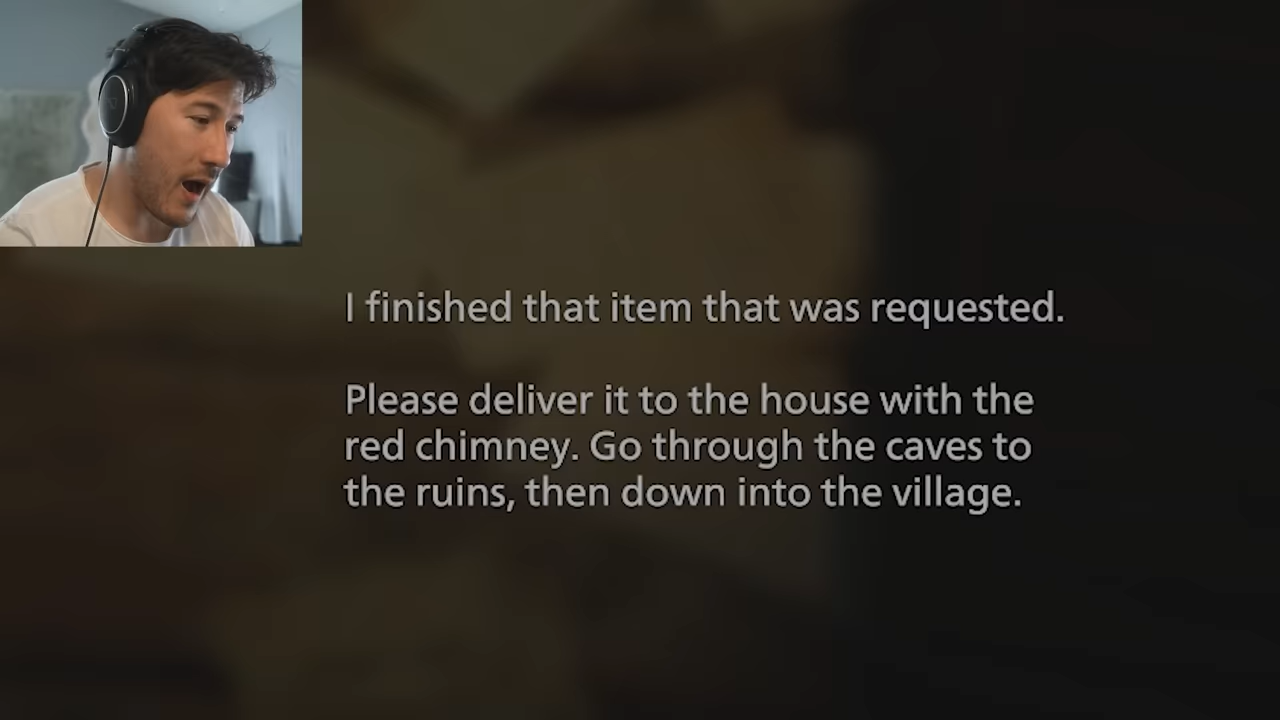 I finished that item that was requested.
Please deliver it to the house with the
red chimney. Go through the caves to
the ruins, then down into the village.